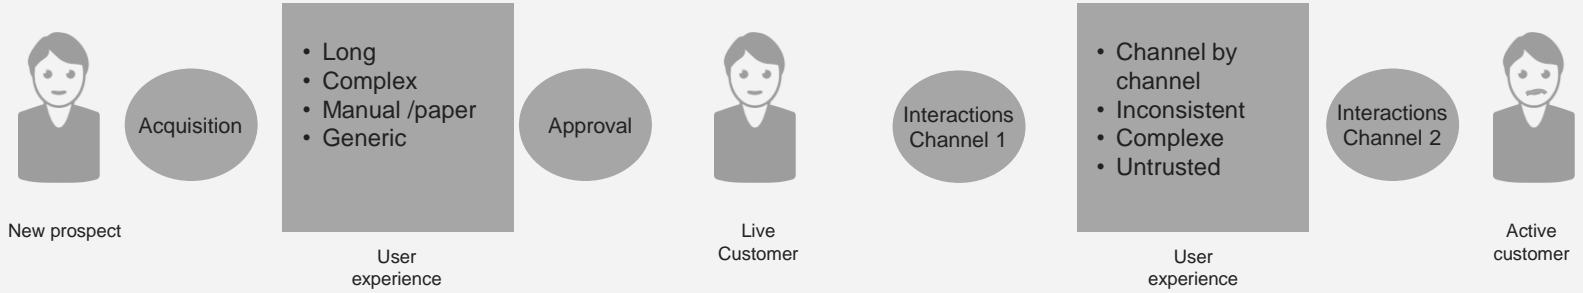 New prospect
Acquisition
• Long
• Complex
• Manual /paper
• Generic
User
experience
Approval
Live
Customer
Interactions
Channel 1
• Channel by
channel
• Inconsistent
• Complexe
• Untrusted
User
experience
Interactions
Channel 2
Active
customer